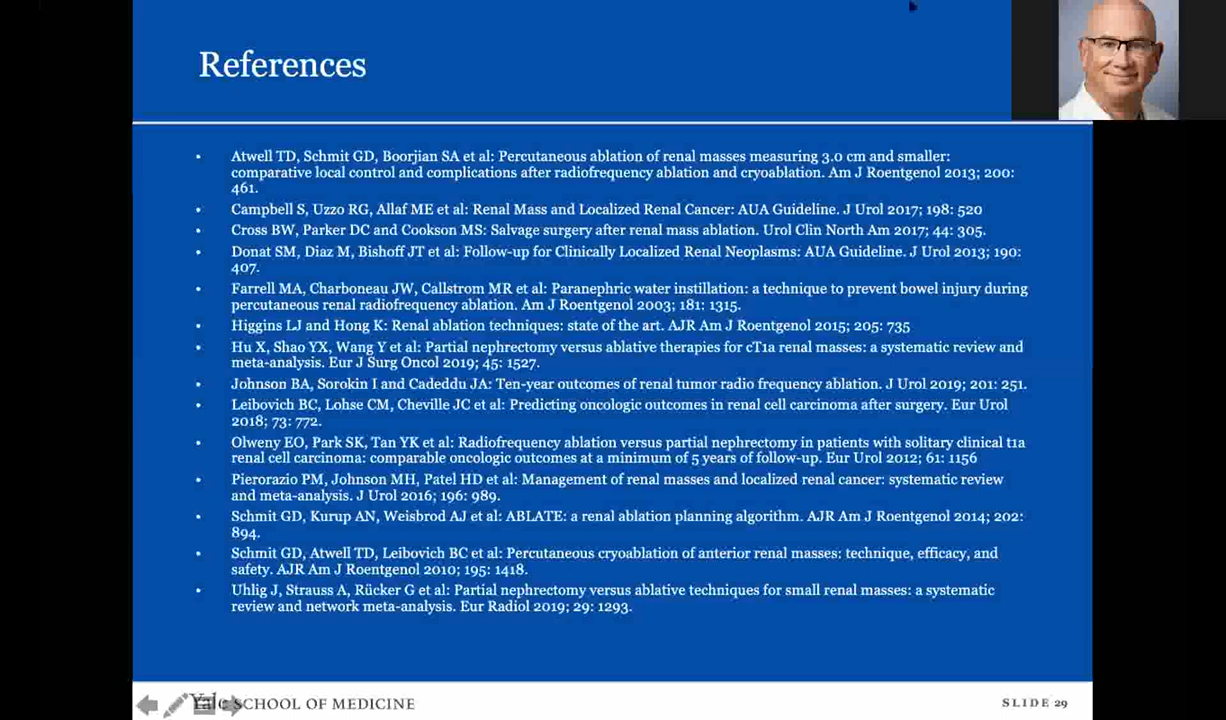 References
• Atwell TD, Schmit GD, Boorjian SA et al: Percutaneous ablation of renal masses measuring 3.0 cm and smaller:
comparative local control and complications after radiofrequency ablation and cryoablation. Am J Roentgenol 2013; 200:
461.
• Campbell S, Uzzo RG, Allaf ME et al: Renal Mass and Localized Renal Cancer: AUA Guideline. J Urol 2017; 198: 520
• Cross BW, Parker DC and Cookson MS: Salvage surgery after renal mass ablation. Urol Clin North Am 2017; 44: 305.
• Donat SM, Diaz M, Bishoff JT et al: Follow-up for Clinically Localized Renal Neoplasms: AUA Guideline. J Urol 2013; 190:
407.
• Farrell MA, Charboneau JW, Callstrom MR et al: Paranephric water instillation: a technique to prevent bowel injury during
percutaneous renal radiofrequency ablation. Am J Roentgenol 2003; 181: 1315.
• Higgins LJ and Hong K: Renal ablation techniques: state of the art. AJR Am J Roentgenol 2015; 205: 735
• Hu X, Shao YX, Wang Y et al: Partial nephrectomy versus ablative therapies for cT1a renal masses: a systematic review and
meta-analysis. Eur J Surg Oncol 2019; 45: 1527.
• Johnson BA, Sorokin I and Cadeddu JA: Ten-year outcomes of renal tumor radio frequency ablation. J Urol 2019; 201: 251.
• Leibovich BC, Lohse CM, Cheville JC et al: Predicting oncologic outcomes in renal cell carcinoma after surgery. Eur Urol
2018; 73: 772.
• Olweny EO, Park SK, Tan YK et al: Radiofrequency ablation versus partial nephrectomy in patients with solitary clinical t1a
renal cell carcinoma: comparable oncologic outcomes at a minimum of 5 years of follow-up. Eur Urol 2012; 61: 1156
• Pierorazio PM, Johnson MH, Patel HD et al: Management of renal masses and localized renal cancer: systematic review
and meta-analysis. J Urol 2016; 196: 989.
• Schmit GD, Kurup AN, Weisbrod AJ et al: ABLATE: a renal ablation planning algorithm. AJR Am J Roentgenol 2014; 202:
894.
• Schmit GD, Atwell TD, Leibovich BC et al: Percutaneous cryoablation of anterior renal masses: technique, efficacy, and
safety. AJR Am J Roentgenol 2010; 195: 1418.
• Uhlig J, Strauss A, Rücker G et al: Partial nephrectomy versus ablative techniques for small renal masses: a systematic
review and network meta-analysis. Eur Radiol 2019; 29: 1293.
Yale SCHOOL OF MEDICINE
SLIDE 29